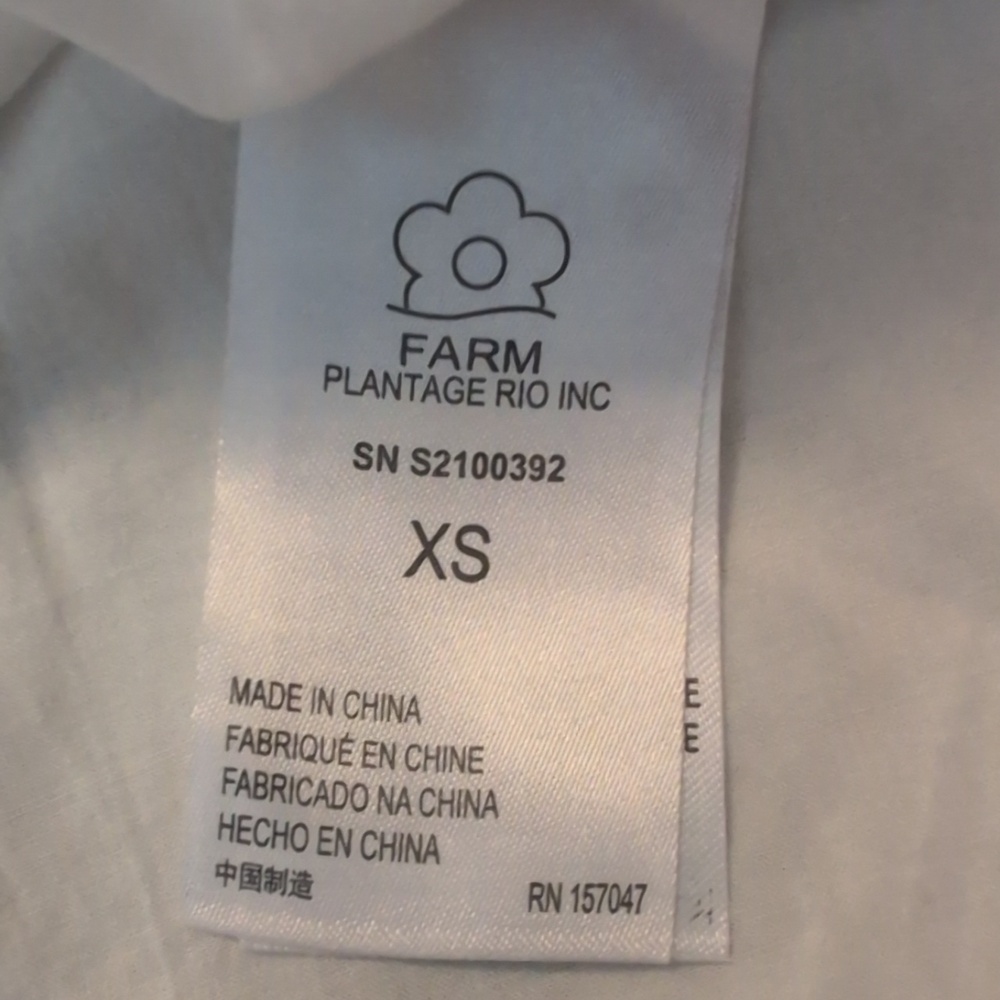 FARM
PLANTAGE RIO INC
SN S2100392
XS
MADE IN CHINA
FABRIQUÉ EN CHINE
FABRICADO NA CHINA
HECHO EN CHINA
中国制造
RN 157047
E
E